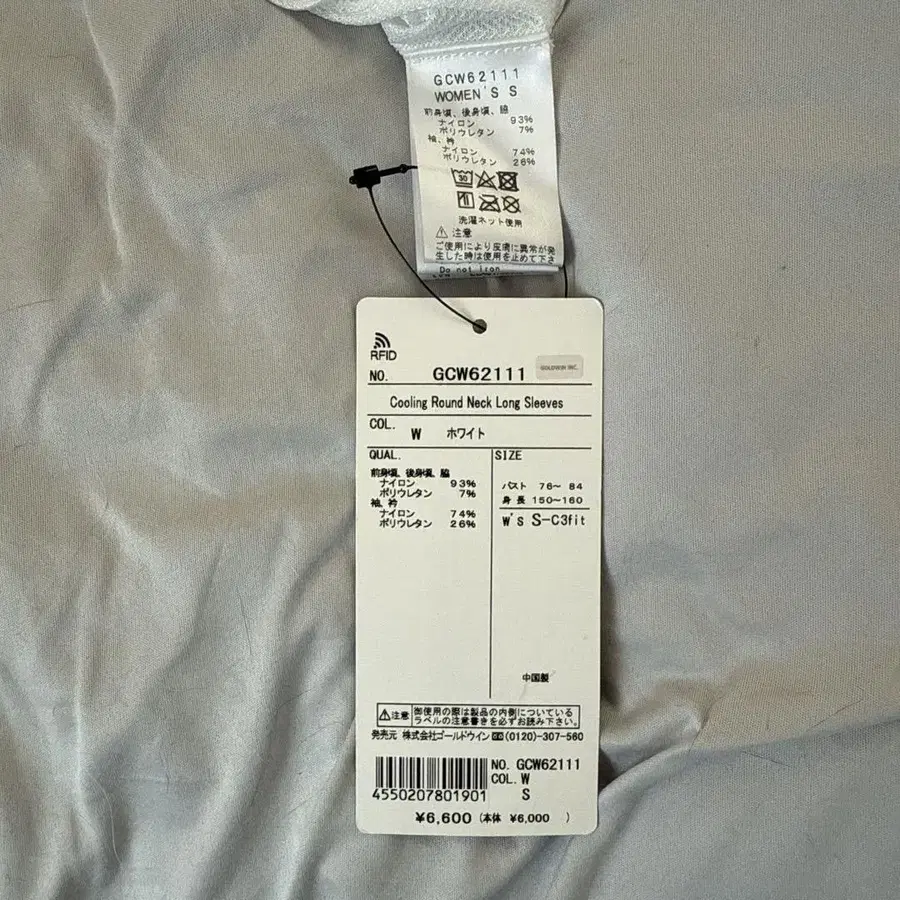 GCW62111
WOMEN'S S
前身頃、後身頃、脇
ナイロン 93%
ポリウレタン 7%
袖、衿
ナイロン 74%
ポリウレタン 26%
30
洗濯ネット使用
注意
ご使用により皮膚に異常が発
生した時は使用を止めて下さ
Do not iron
RFID
NO. GCW62111
GOLDWIN INC.
Cooling Round Neck Long Sleeves
COL. W ホワイト
QUAL.
前身頃、後身頃、脇
ナイロン 93%
ポリウレタン 7%
袖、衿
ナイロン 74%
ポリウレタン 26%
SIZE
バスト 76～ 84
身 長 150～160
W's S-C3fit
中国製
注意 御使用の際は製品の内側についている
ラベルの注意書きを必ずお読み下さい。
発売元 株式会社ゴールドウイン (0120)-307-560
NO. GCW62111
COL. W
S
4550207801901
¥6,600 (本体 ¥6,000 )